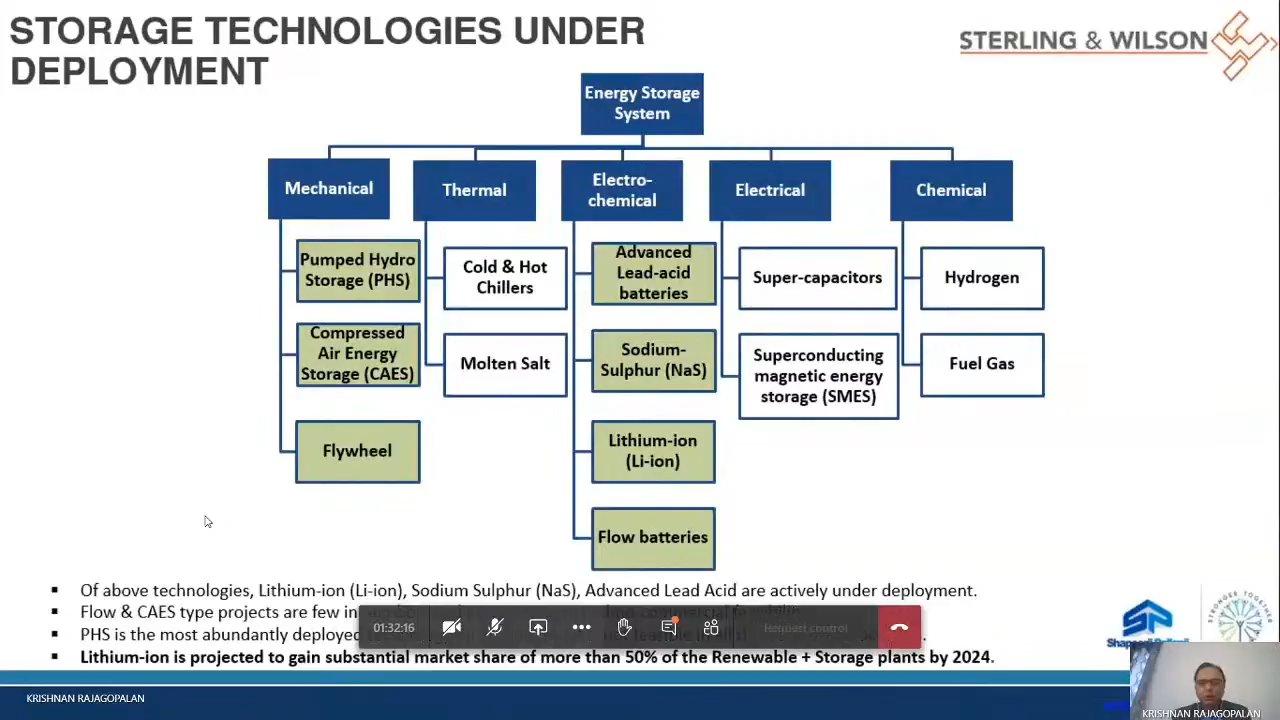 STORAGE TECHNOLOGIES UNDER
DEPLOYMENT
STERLING & WILSON
Energy Storage
System
Mechanical
Thermal
Electro-
chemical
Electrical
Chemical
Pumped Hydro
Storage (PHS)
Compressed
Air Energy
Storage (CAES)
Flywheel
Cold & Hot
Chillers
Molten Salt
Advanced
Lead-acid
batteries
Sodium-
Sulphur (NaS)
Lithium-ion
(Li-ion)
Flow batteries
Super-capacitors
Superconducting
magnetic energy
storage (SMES)
Hydrogen
Fuel Gas
▪ Of above technologies, Lithium-ion (Li-ion), Sodium Sulphur (NaS), Advanced Lead Acid are actively under deployment.
▪ Flow & CAES type projects are few in
▪ PHS is the most abundantly deployed
▪ Lithium-ion is projected to gain substantial market share of more than 50% of the Renewable + Storage plants by 2024.
01:32:16
Request control
STRONGER TOGETHER
KRISHNAN RAJAGOPALAN
KRISHNAN RAJAGOPALAN